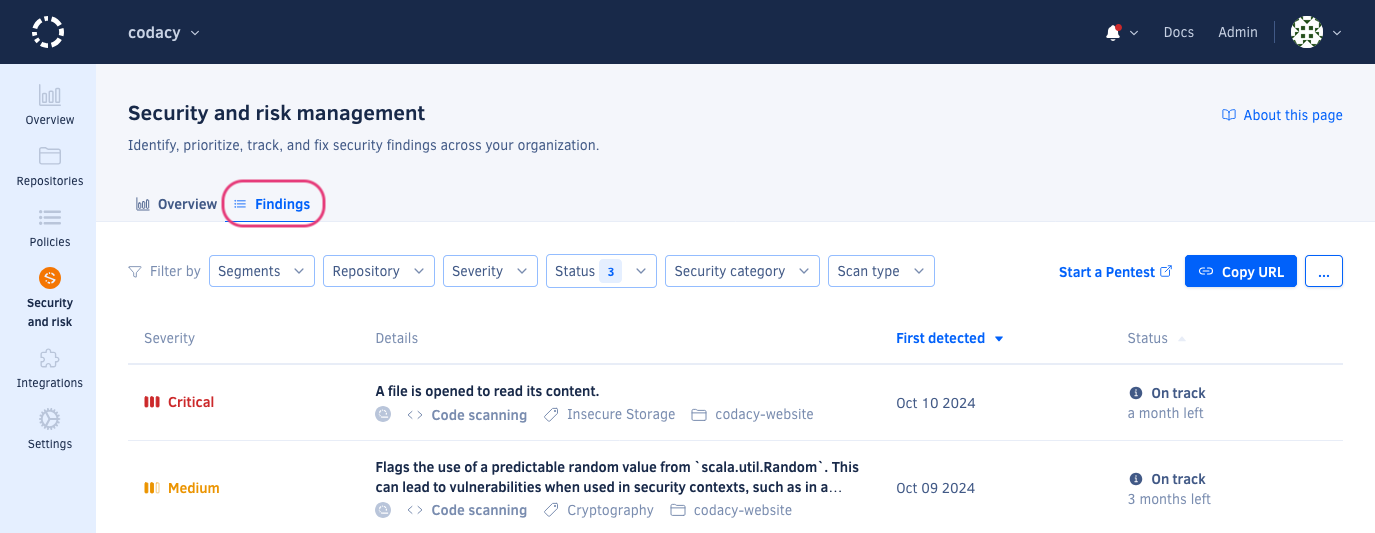 codacy
Docs
Admin
Overview
Repositories
Policies
S
Security
and risk
Integrations
Settings
Security and risk management
About this page
Identify, prioritize, track, and fix security findings across your organization.
Overview
Findings
Filter by
Segments
Repository
Severity
Status 3
Security category
Scan type
Start a Pentest
Copy URL
...
Severity
Details
First detected
Status
Critical
A file is opened to read its content.
Code scanning
Insecure Storage
codacy-website
Oct 10 2024
On track
a month left
Medium
Flags the use of a predictable random value from `scala.util.Random`. This
can lead to vulnerabilities when used in security contexts, such as in a…
Code scanning
Cryptography
codacy-website
Oct 09 2024
On track
3 months left